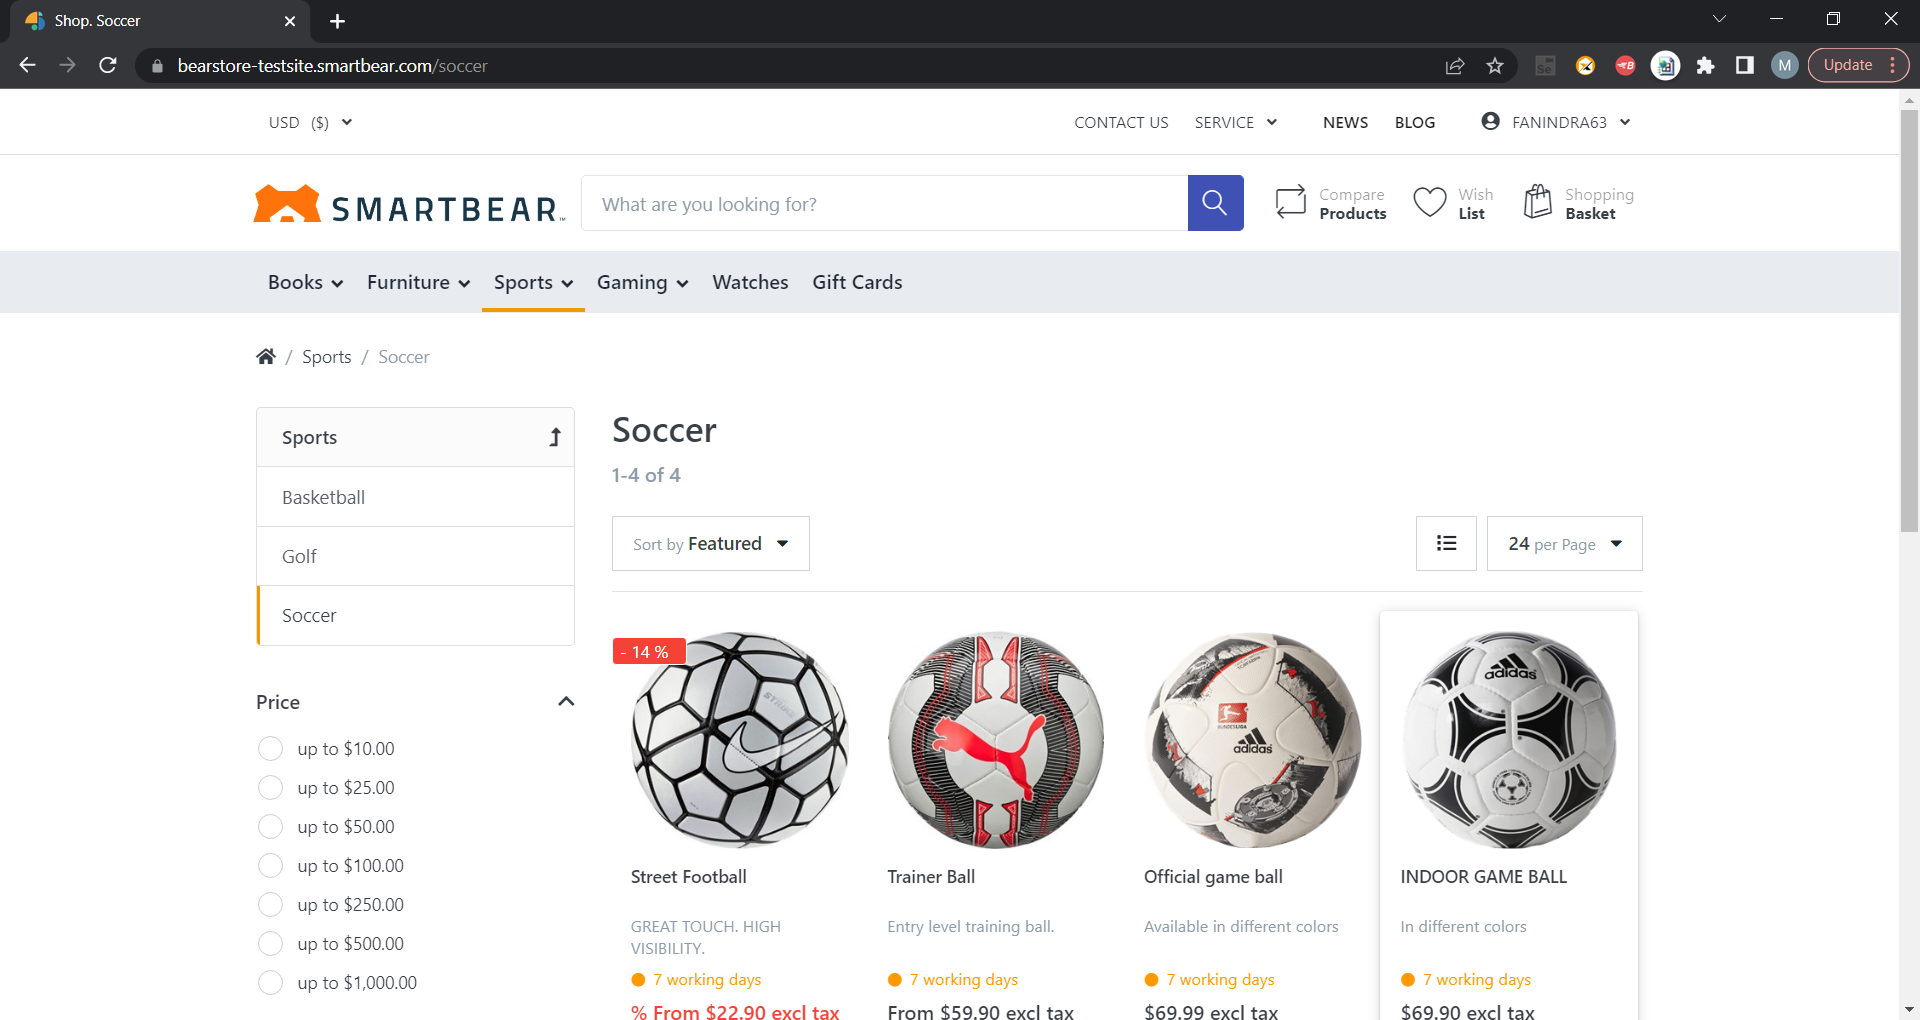 Shop. Soccer
bearstore-testsite.smartbear.com/soccer
Se
B
M
Update
USD ($)
CONTACT US
SERVICE
NEWS
BLOG
FANINDRA63
SMARTBEAR
What are you looking for?
Compare
Products
Wish
List
Shopping
Basket
Books
Furniture
Sports
Gaming
Watches
Gift Cards
/ Sports / Soccer
Sports
Basketball
Golf
Soccer
Price
up to $10.00
up to $25.00
up to $50.00
up to $100.00
up to $250.00
up to $500.00
up to $1,000.00
Soccer
1-4 of 4
Sort by Featured
24 per Page
- 14 %
STRIKE
Street Football
GREAT TOUCH. HIGH
VISIBILITY.
7 working days
% From $22.90 excl tax
Trainer Ball
Entry level training ball.
7 working days
From $59.90 excl tax
BUNDESLIGA
adidas
Official game ball
Available in different colors
7 working days
$69.99 excl tax
adidas
INDOOR GAME BALL
In different colors
7 working days
$69.90 excl tax